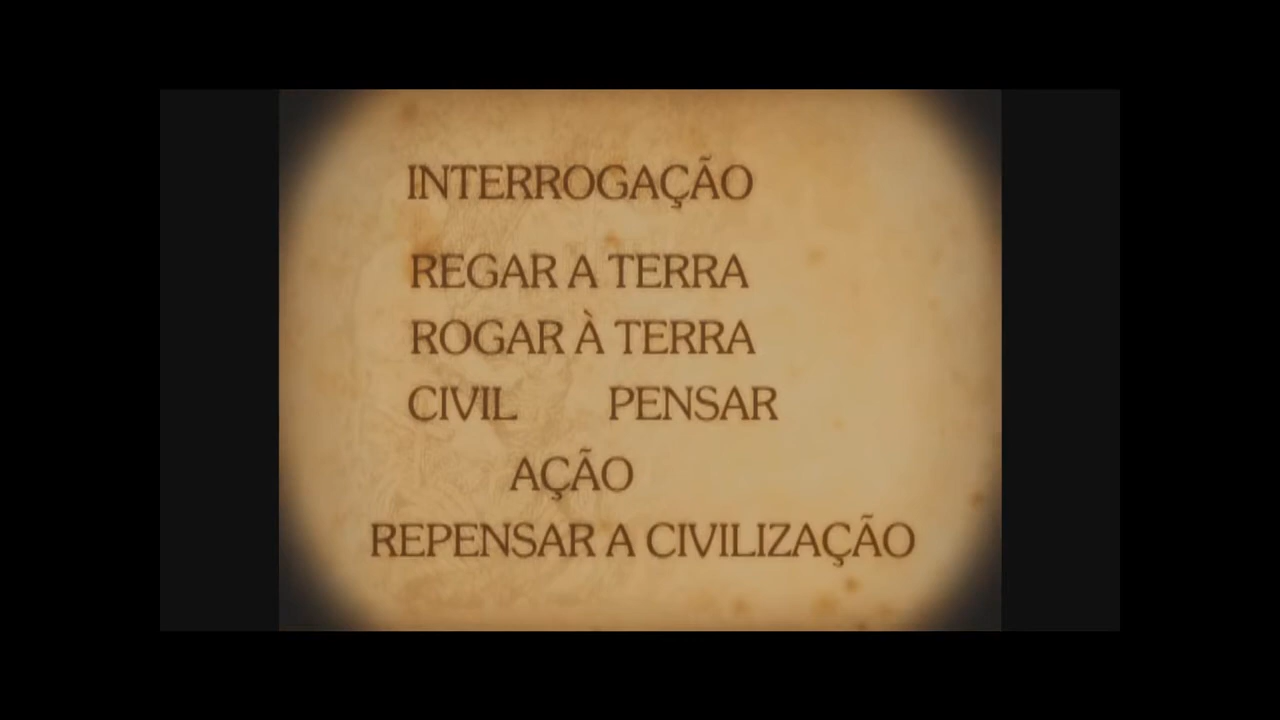 INTERROGAÇÃO
REGAR A TERRA
ROGAR À TERRA
CIVIL PENSAR
AÇÃO
REPENSAR A CIVILIZAÇÃO